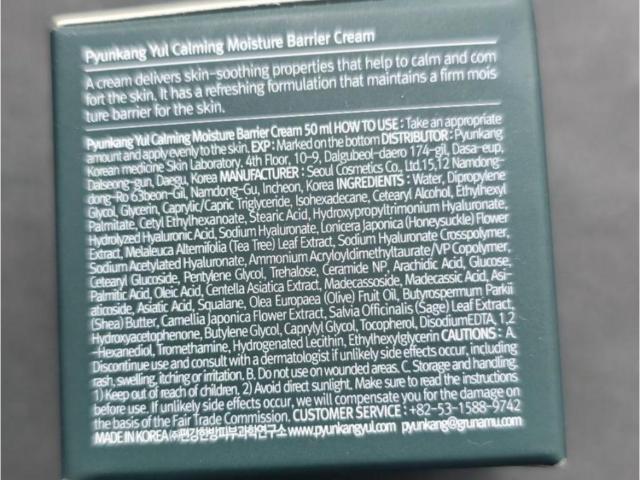 Pyunkang Yul Calming Moisture Barrier Cream
A cream delivers skin-soothing properties that help to calm and com
fort the skin. It has a refreshing formulation that maintains a firm mois
ture barrier for the skin.
Pyunkang Yul Calming Moisture Barrier Cream 50 ml HOW TO USE : Take an appropriate
amount and apply evenly to the skin. EXP : Marked on the bottom DISTRIBUTOR : Pyunkang
Korean medicine Skin Laboratory. 4th Floor, 10-9, Dalgubeol-daero 174-gil, Dasa-eup,
Dalseong-gun, Daegu, Korea MANUFACTURER : Seoul Cosmetics Co., Ltd.15,12 Namdong-
dong-Ro 63beon-Gil, Namdong-Gu, Incheon, Korea INGREDIENTS : Water, Dipropylene
Glycol, Glycerin, Caprylic/Capric Triglyceride, Isohexadecane, Cetearyl Alcohol, Ethylhexyl
Palmitate, Cetyl Ethylhexanoate, Stearic Acid, Hydroxypropyltrimonium Hyaluronate,
Hydrolyzed Hyaluronic Acid, Sodium Hyaluronate, Lonicera Japonica (Honeysuckle) Flower
Extract, Melaleuca Alternifolia (Tea Tree) Leaf Extract, Sodium Hyaluronate Crosspolymer,
Sodium Acetylated Hyaluronate, Ammonium Acryloyldimethyltaurate/VP Copolymer,
Cetearyl Glucoside, Pentylene Glycol, Trehalose, Ceramide NP, Arachidic Acid, Glucose,
Palmitic Acid, Oleic Acid, Centella Asiatica Extract, Madecassoside, Madecassic Acid, Asi-
aticoside, Asiatic Acid, Squalane, Olea Europaea (Olive) Fruit Oil, Butyrospermum Parkii
(Shea) Butter, Camellia Japonica Flower Extract, Salvia Officinalis (Sage) Leaf Extract,
Hydroxyacetophenone, Butylene Glycol, Caprylyl Glycol, Tocopherol, DisodiumEDTA, 1,2
-Hexanediol, Tromethamine, Hydrogenated Lecithin, Ethylhexylglycerin CAUTIONS : A.
Discontinue use and consult with a dermatologist if unlikely side effects occur, including
rash, swelling, itching or irritation. B. Do not use on wounded areas. C. Storage and handling.
1) Keep out of reach of children. 2) Avoid direct sunlight. Make sure to read the instructions
before use. If unlikely side effects occur, we will compensate you for the damage on
the basis of the Fair Trade Commission. CUSTOMER SERVICE : +82-53-1588-9742
MADE IN KOREA ㈜편강한방피부과학연구소 www.pyunkangyul.com pyunkang@grunamu.com